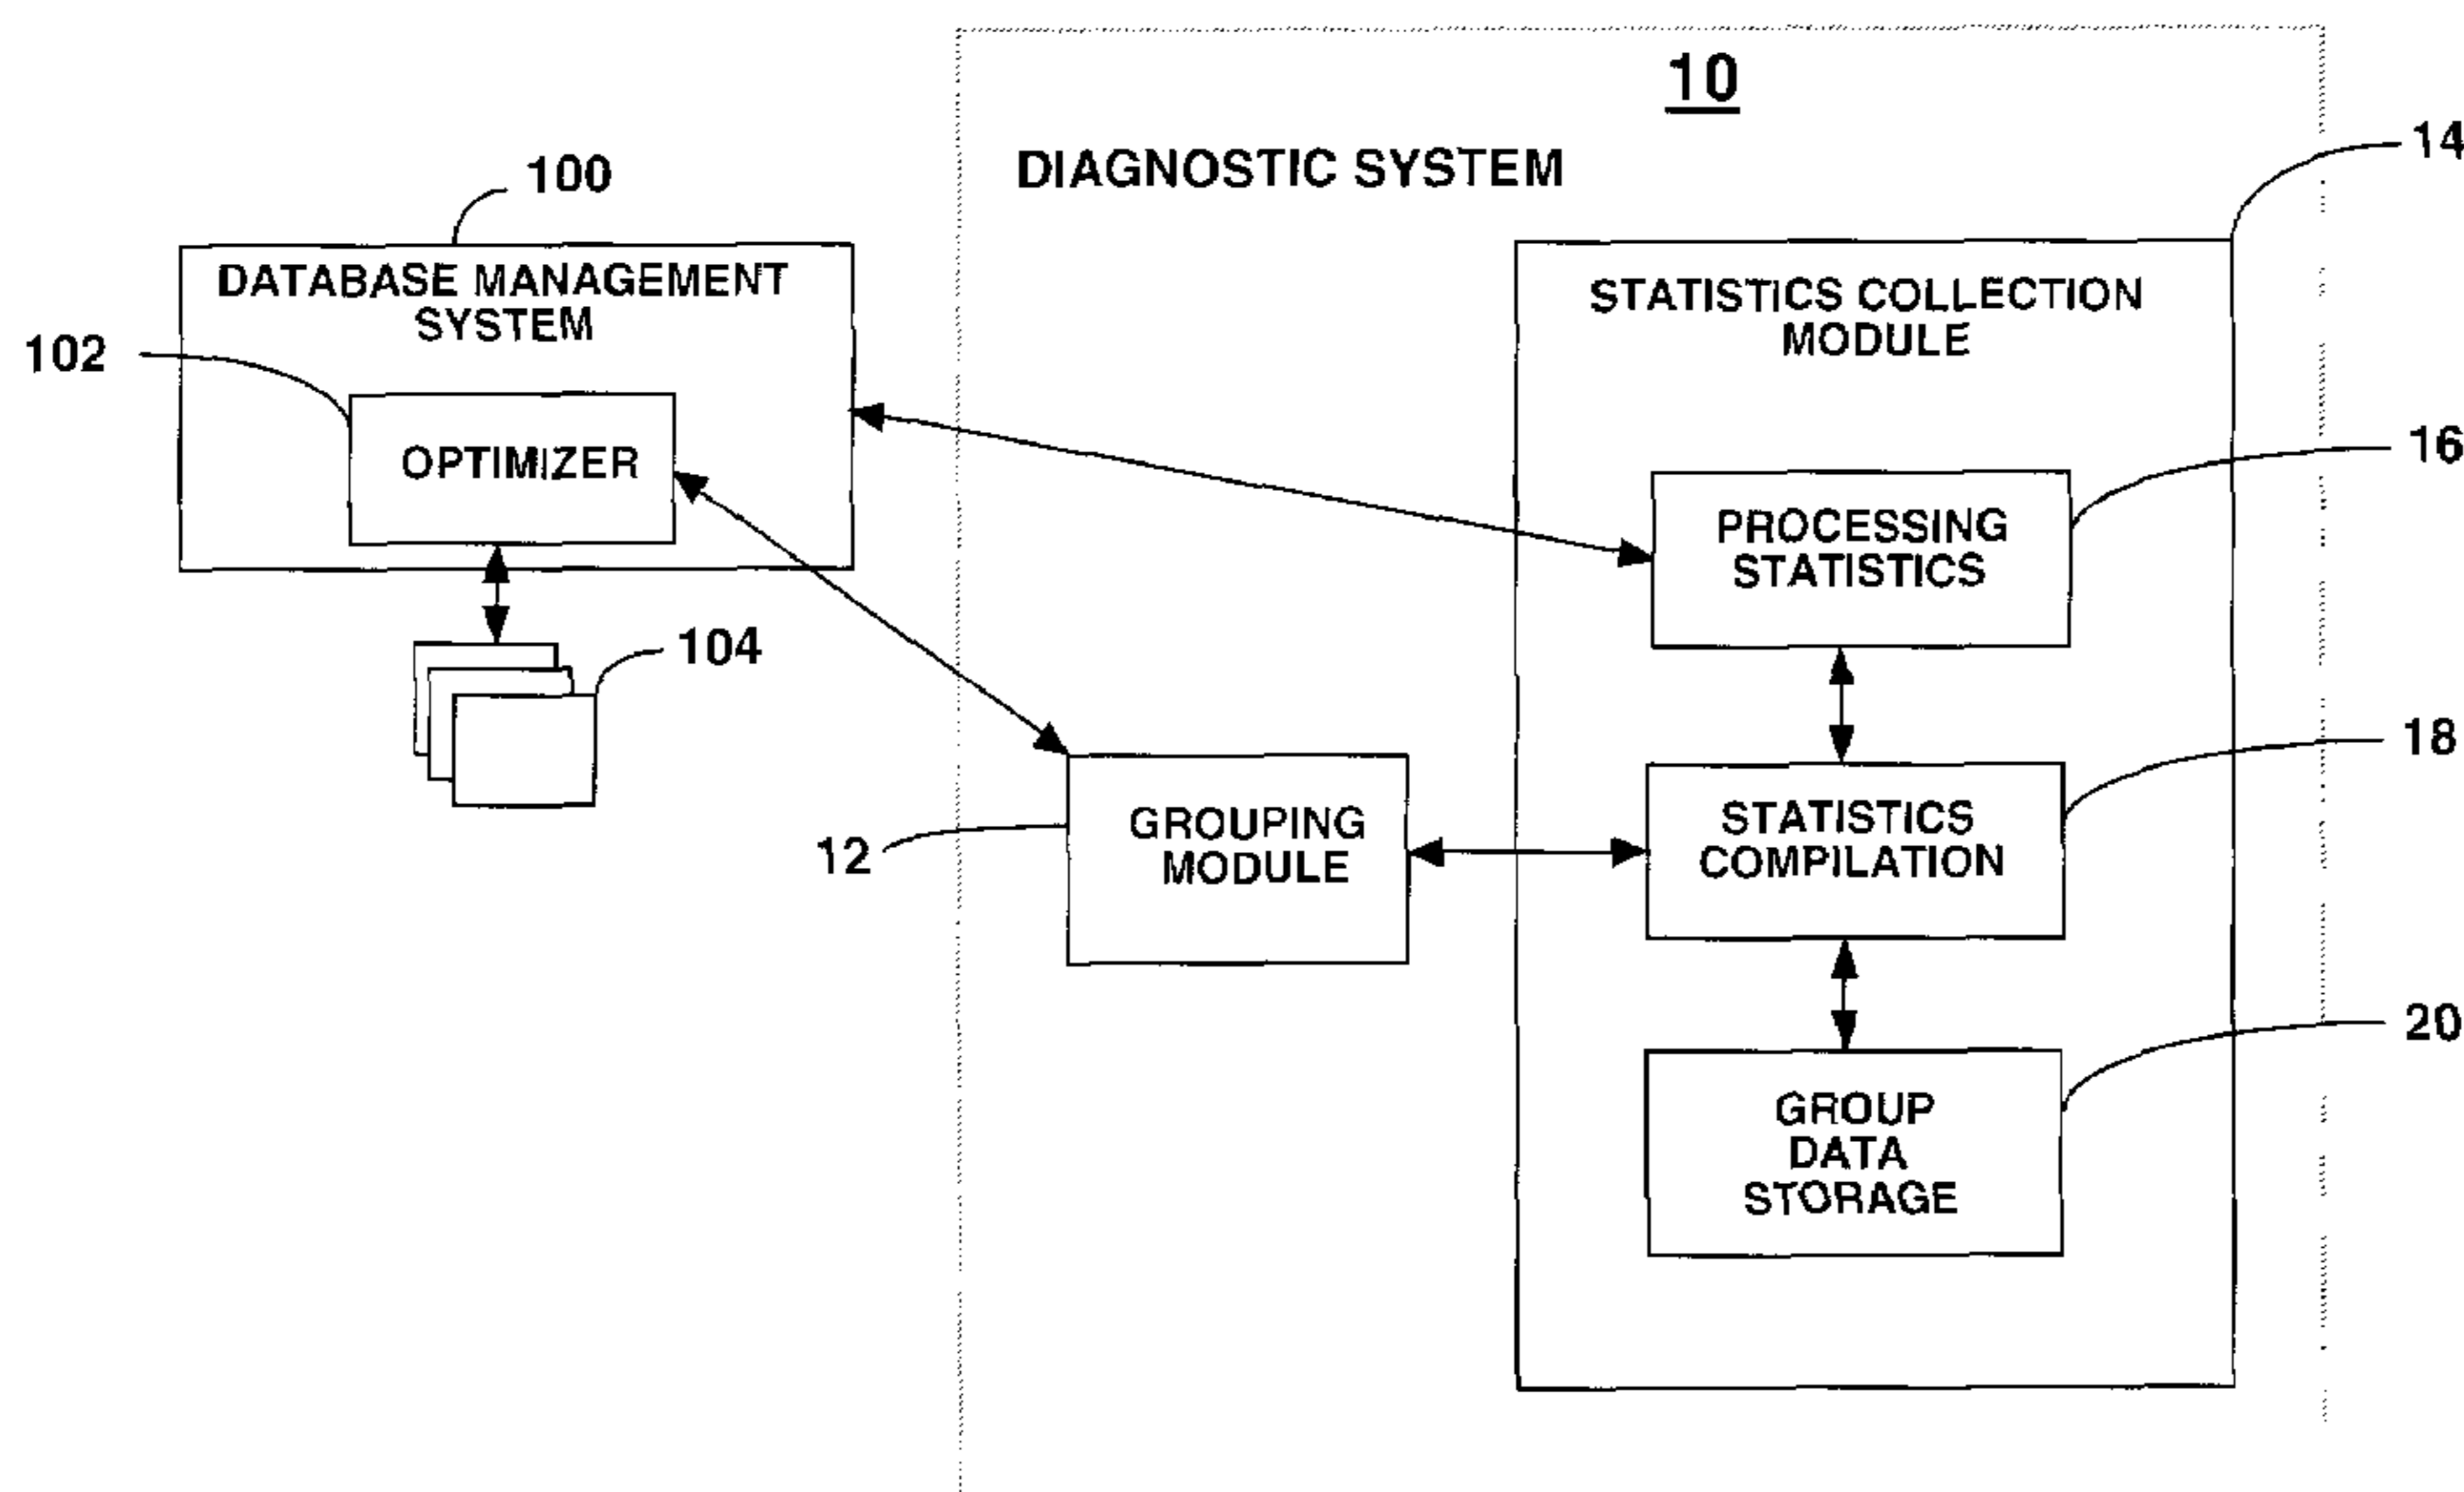 10
DIAGNOSTIC SYSTEM
14
100
DATABASE MANAGEMENT
SYSTEM
102
OPTIMIZER
104
STATISTICS COLLECTION
MODULE
16
PROCESSING
STATISTICS
18
STATISTICS
COMPILATION
12
GROUPING
MODULE
20
GROUP
DATA
STORAGE